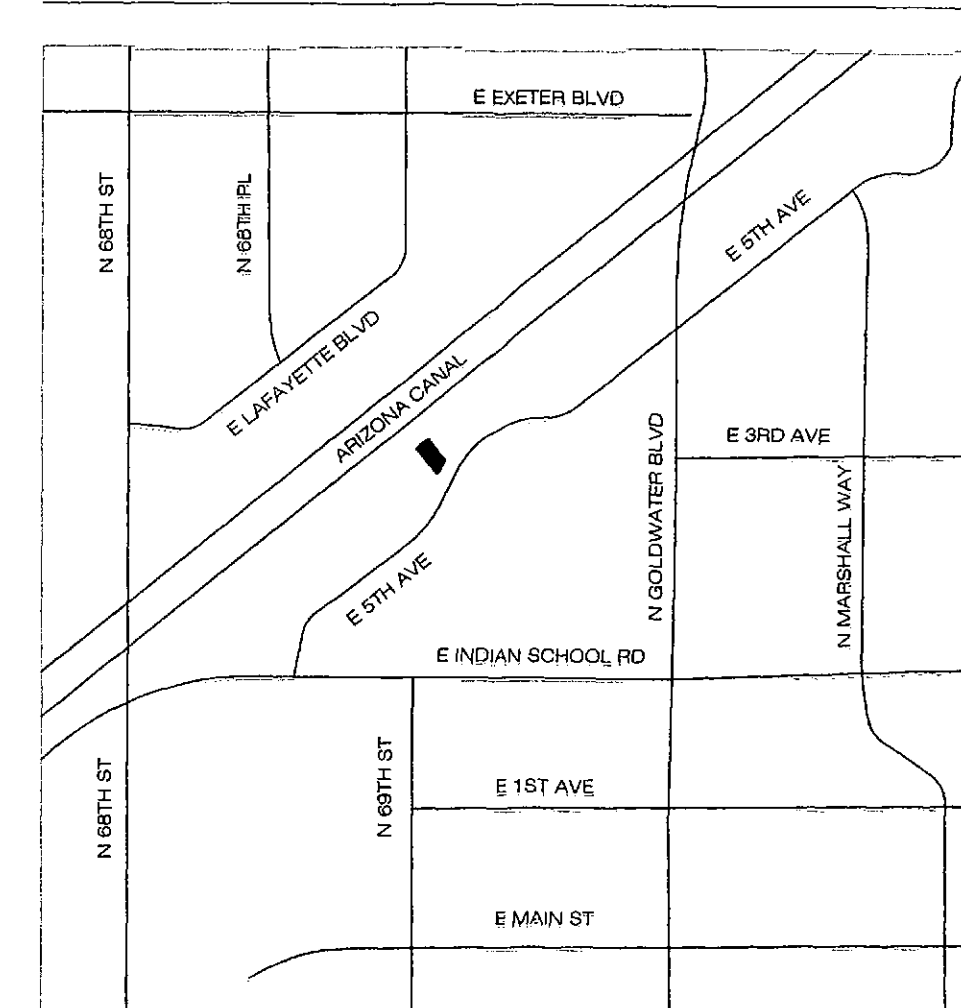 E EXETER BLVD
N 68TH ST
N 68TH PL
E 5TH AVE
E LAFAYETTE BLVD
ARIZONA CANAL
E 3RD AVE
N GOLDWATER BLVD
N MARSHALL WAY
E 5TH AVE
E INDIAN SCHOOL RD
N 68TH ST
N 69TH ST
E 1ST AVE
E MAIN ST